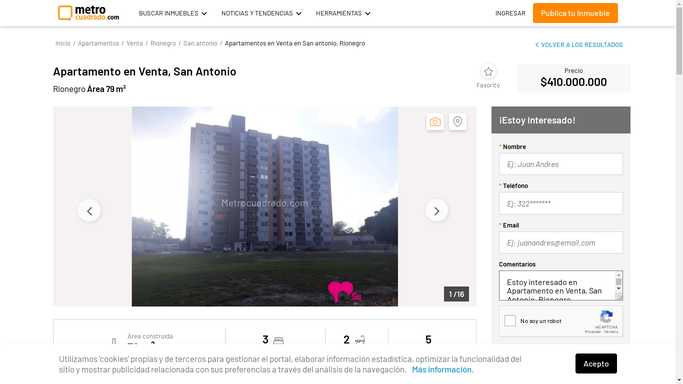 metro
cuadrado.com
BUSCAR INMUEBLES
NOTICIAS Y TENDENCIAS
HERRAMIENTAS
INGRESAR
Publica tu Inmueble
Inicio / Apartamentos / Venta / Rionegro / San antonio / Apartamentos en Venta en San antonio, Rionegro
VOLVER A LOS RESULTADOS
Apartamento en Venta, San Antonio
Rionegro Área 79 m²
Favorito
Precio
$410.000.000
Metrocuadrado.com
1 / 16
¡Estoy Interesado!
* Nombre
Ej: Juan Andres
* Teléfono
Ej: 322*******
* Email
Ej: juanandres@email.com
Comentarios
Estoy interesado en
Apartamento en Venta, San
Antonio, Rionegro
No soy un robot
reCAPTCHA
Privacidad - Términos
Área construida
3
2
5
Utilizamos 'cookies' propias y de terceros para gestionar el portal, elaborar información estadística, optimizar la funcionalidad del
sitio y mostrar publicidad relacionada con sus preferencias a través del análisis de la navegación. Más información.
Acepto